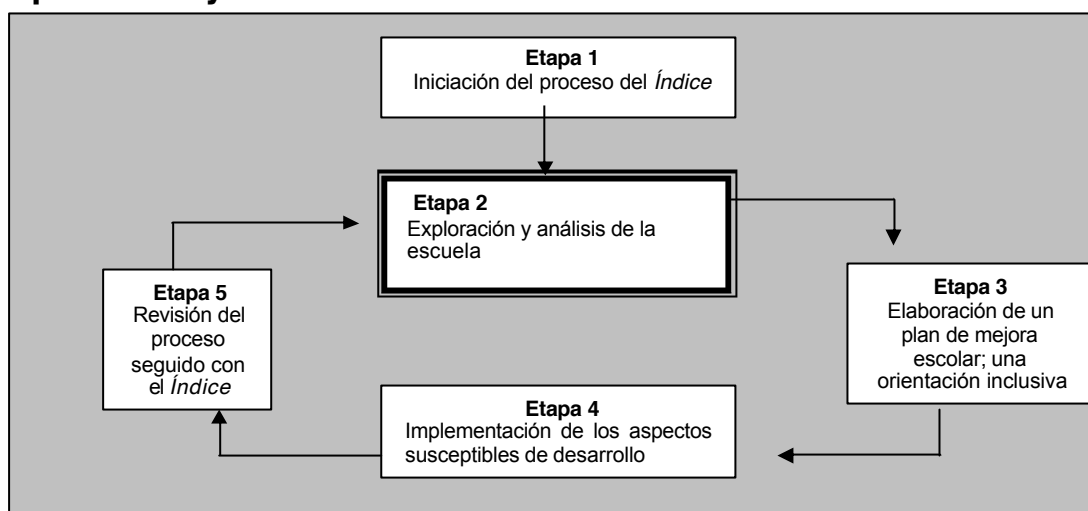 Etapa 1
Iniciación del proceso del Índice
Etapa 2
Exploración y análisis de la
escuela
Etapa 3
Elaboración de un
plan de mejora
escolar; una
orientación inclusiva
Etapa 4
Implementación de los aspectos
susceptibles de desarrollo
Etapa 5
Revisión del
proceso
seguido con
el Índice